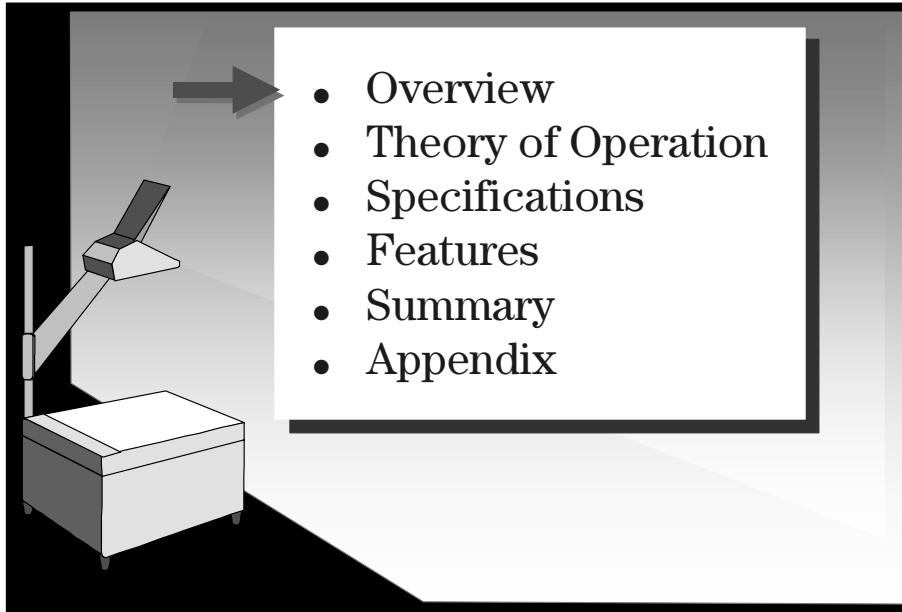 • Overview
• Theory of Operation
• Specifications
• Features
• Summary
• Appendix